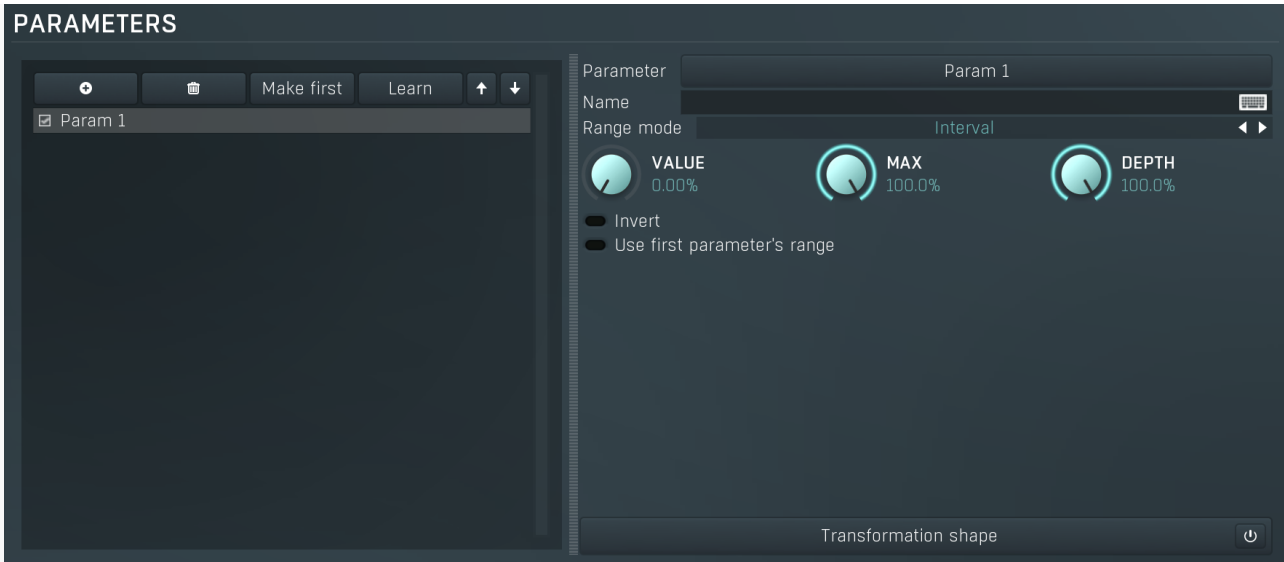 PARAMETERS
Make first Learn
Param 1
Parameter Param 1
Name
Range mode Interval
VALUE MAX DEPTH
0.00% 100.0% 100.0%
Invert
Use first parameter's range
Transformation shape